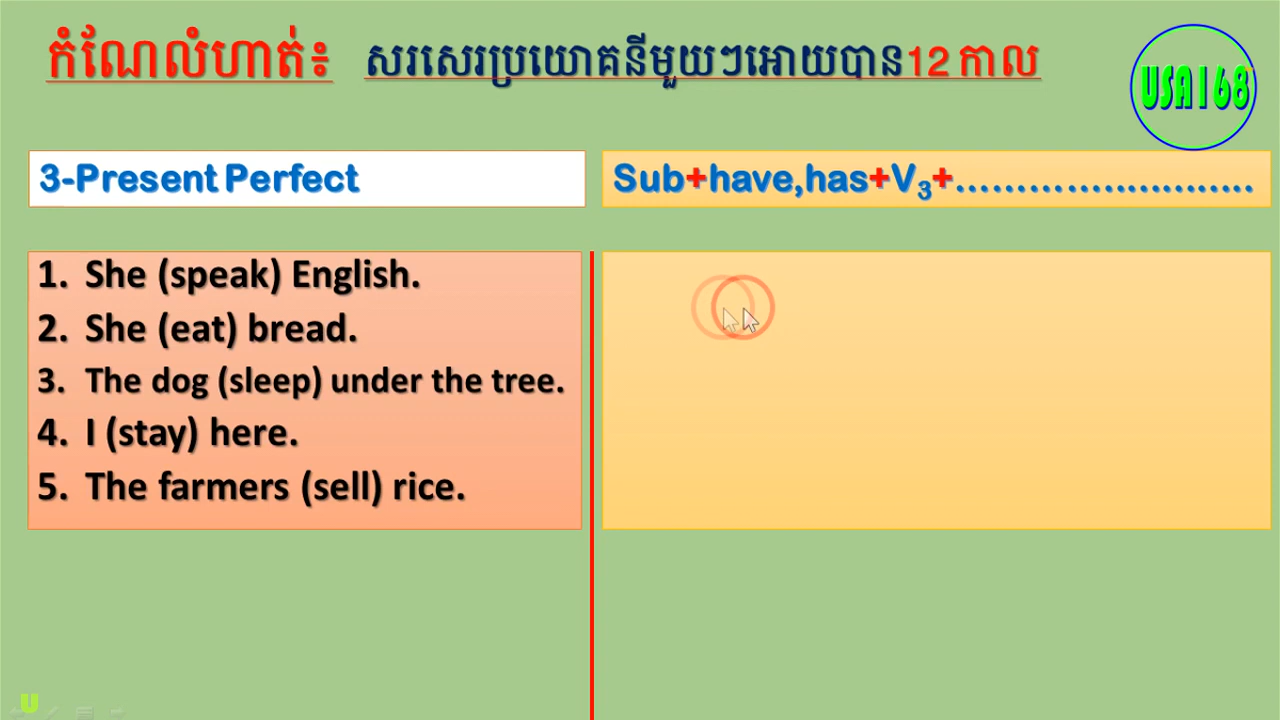 កំណែលំហាត់៖ សរសេរប្រយោគនីមួយៗអោយបាន12 កាល
USA168
3-Present Perfect
Sub+have,has+V₃+...............................
1. She (speak) English.
2. She (eat) bread.
3. The dog (sleep) under the tree.
4. I (stay) here.
5. The farmers (sell) rice.
U